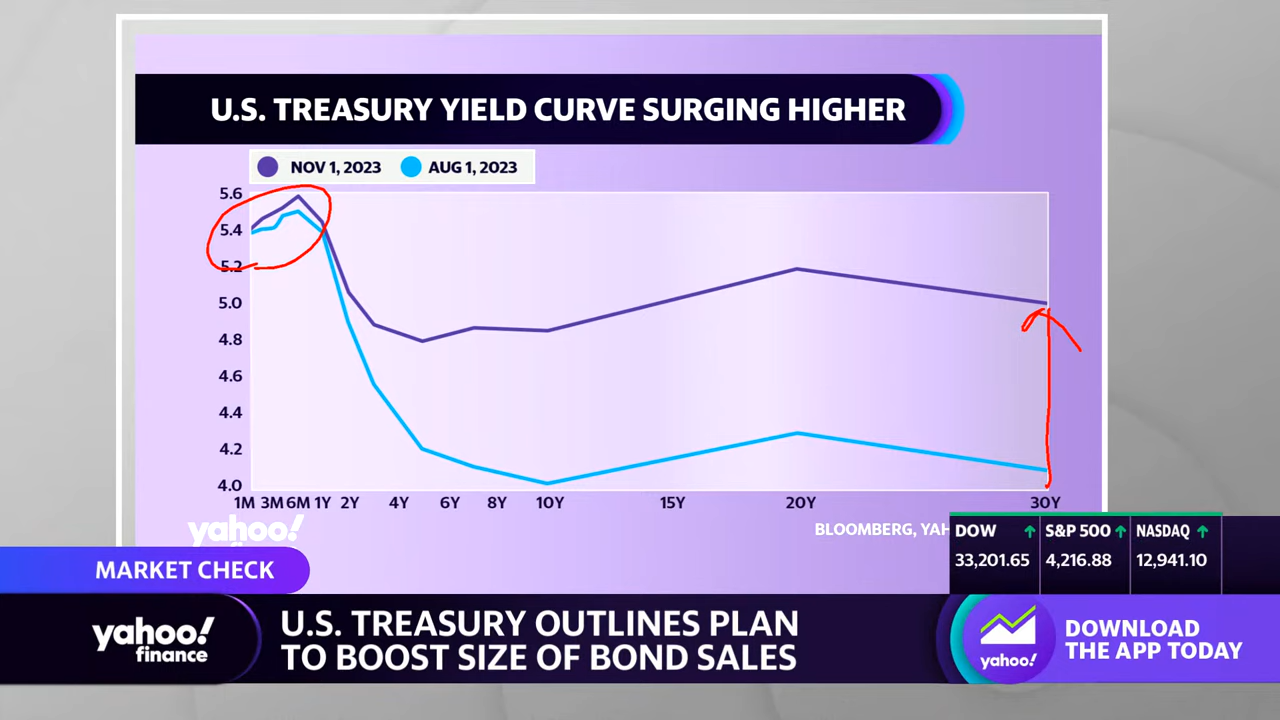 U.S. TREASURY YIELD CURVE SURGING HIGHER
NOV 1, 2023 AUG 1, 2023
5.6
5.4
5.2
5.0
4.8
4.6
4.4
4.2
4.0
1M 3M 6M 1Y 2Y 4Y 6Y 8Y 10Y 15Y 20Y 30Y
yahoo!
BLOOMBERG, YAH
DOW S&P 500 NASDAQ
33,201.65 4,216.88 12,941.10
MARKET CHECK
yahoo!
finance
U.S. TREASURY OUTLINES PLAN
TO BOOST SIZE OF BOND SALES
yahoo!
DOWNLOAD
THE APP TODAY